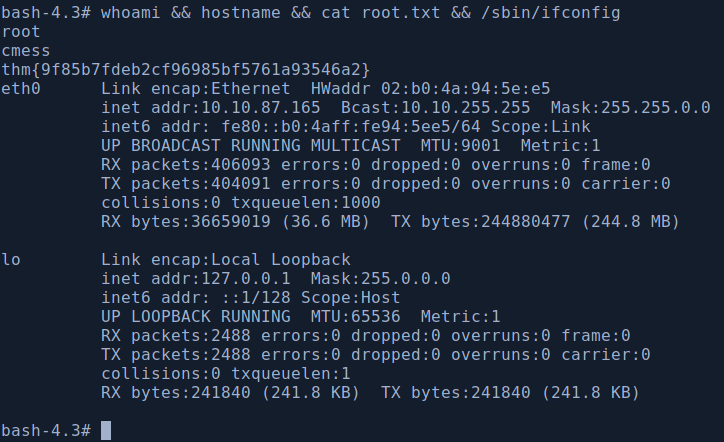 bash-4.3# whoami && hostname && cat root.txt && /sbin/ifconfig
root
cmess
thm{9f85b7fdeb2cf96985bf5761a93546a2}
eth0      Link encap:Ethernet  HWaddr 02:b0:4a:94:5e:e5
          inet addr:10.10.87.165  Bcast:10.10.255.255  Mask:255.255.0.0
          inet6 addr: fe80::b0:4aff:fe94:5ee5/64 Scope:Link
          UP BROADCAST RUNNING MULTICAST  MTU:9001  Metric:1
          RX packets:406093 errors:0 dropped:0 overruns:0 frame:0
          TX packets:404091 errors:0 dropped:0 overruns:0 carrier:0
          collisions:0 txqueuelen:1000
          RX bytes:36659019 (36.6 MB)  TX bytes:244880477 (244.8 MB)

lo        Link encap:Local Loopback
          inet addr:127.0.0.1  Mask:255.0.0.0
          inet6 addr: ::1/128 Scope:Host
          UP LOOPBACK RUNNING  MTU:65536  Metric:1
          RX packets:2488 errors:0 dropped:0 overruns:0 frame:0
          TX packets:2488 errors:0 dropped:0 overruns:0 carrier:0
          collisions:0 txqueuelen:1
          RX bytes:241840 (241.8 KB)  TX bytes:241840 (241.8 KB)

bash-4.3#